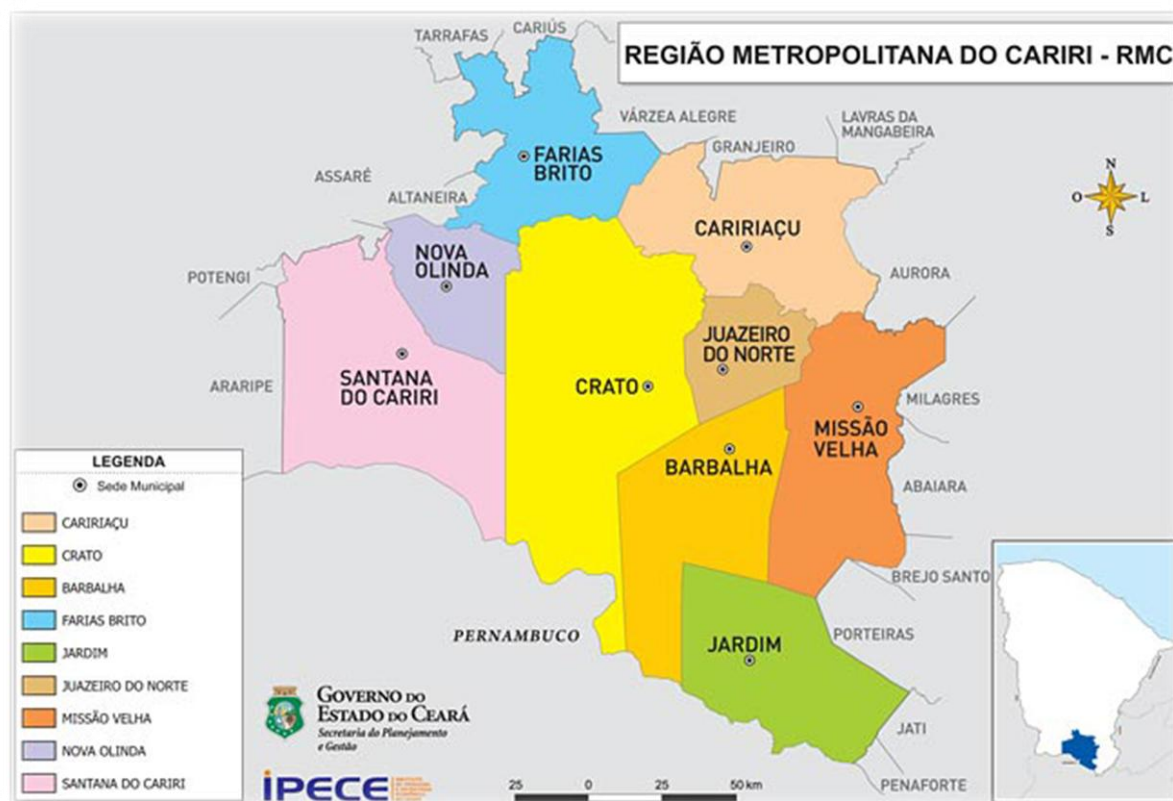 REGIÃO METROPOLITANA DO CARIRI - RMC
TARRAFAS
CARIÚS
VÁRZEA ALEGRE
LAVRAS DA
MANGABEIRA
GRANJEIRO
FARIAS
BRITO
ASSARÉ
ALTANEIRA
N
O
L
S
CARIRIAÇU
NOVA
OLINDA
POTENGI
AURORA
JUAZEIRO
DO NORTE
SANTANA
DO CARIRI
ARARIPE
CRATO
MILAGRES
MISSÃO
VELHA
BARBALHA
ABAIARA
BREJO SANTO
PERNAMBUCO
JARDIM
PORTEIRAS
JATI
PENAFORTE
LEGENDA
Sede Municipal
CARIRIAÇU
CRATO
BARBALHA
FARIAS BRITO
JARDIM
JUAZEIRO DO NORTE
MISSÃO VELHA
NOVA OLINDA
SANTANA DO CARIRI
GOVERNO DO
ESTADO DO CEARÁ
Secretaria do Planejamento
e Gestão
IPECE
25 0 25 50 km